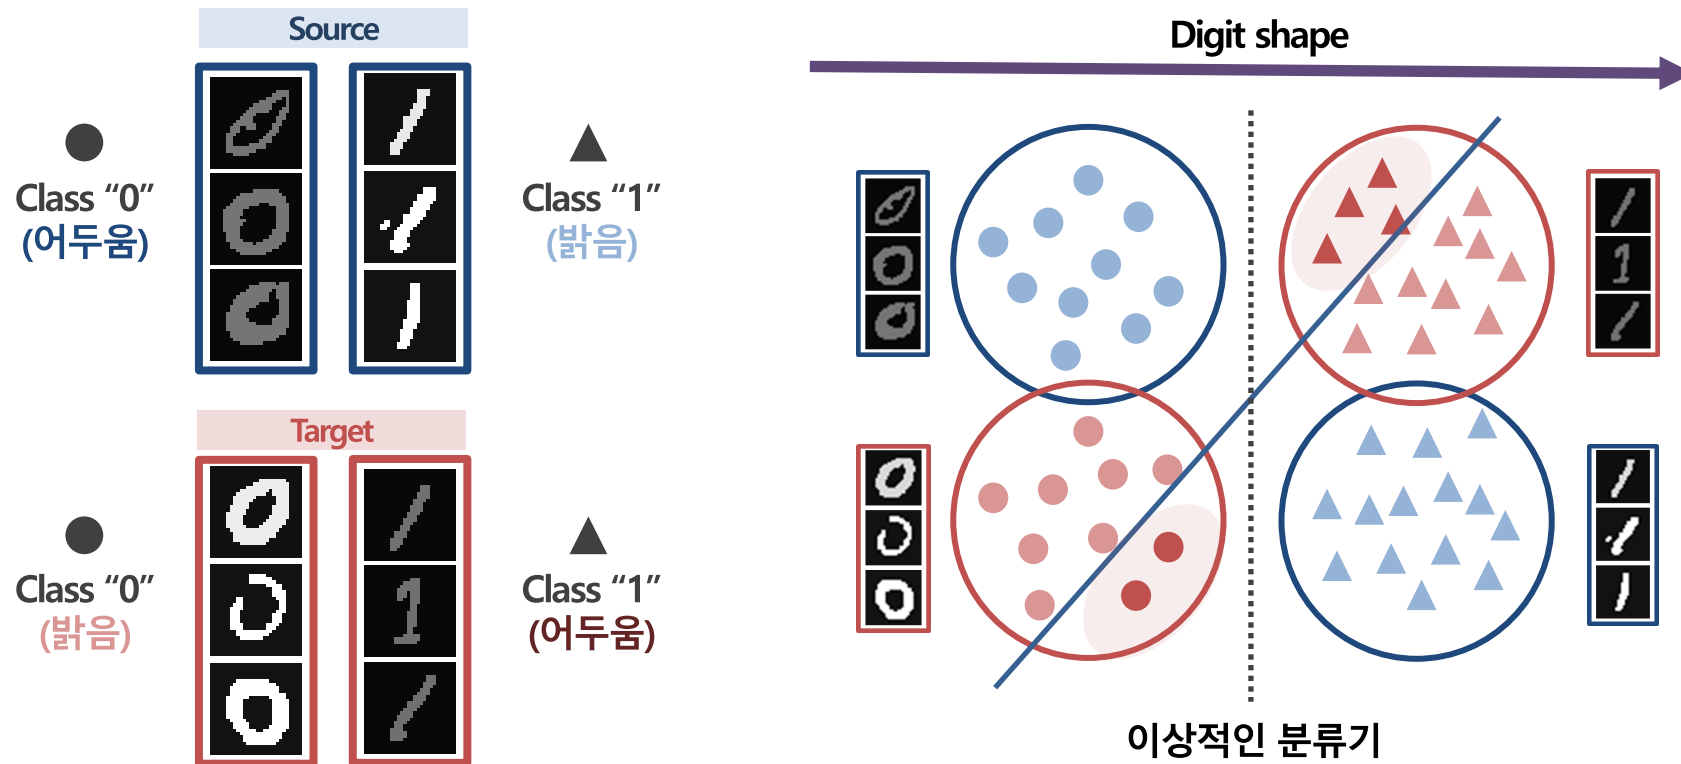 Source
Class “0”
(어두움)
Class “1”
(밝음)
Target
Class “0”
(밝음)
Class “1”
(어두움)
Digit shape
이상적인 분류기